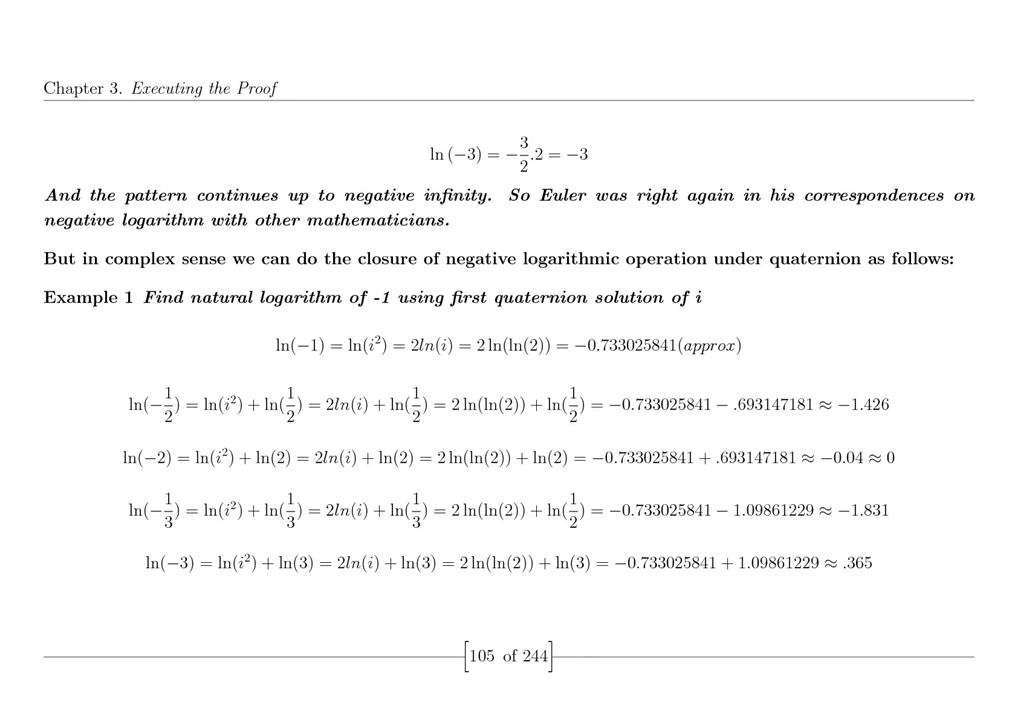 Chapter 3. Executing the Proof
ln (−3) = −3/2.2 = −3
And the pattern continues up to negative infinity. So Euler was right again in his correspondences on
negative logarithm with other mathematicians.
But in complex sense we can do the closure of negative logarithmic operation under quaternion as follows:
Example 1 Find natural logarithm of -1 using first quaternion solution of i
ln(−1) = ln(i²) = 2ln(i) = 2 ln(ln(2)) = −0.733025841(approx)
ln(−1/2) = ln(i²) + ln(1/2) = 2ln(i) + ln(1/2) = 2 ln(ln(2)) + ln(1/2) = −0.733025841 − .693147181 ≈ −1.426
ln(−2) = ln(i²) + ln(2) = 2ln(i) + ln(2) = 2 ln(ln(2)) + ln(2) = −0.733025841 + .693147181 ≈ −0.04 ≈ 0
ln(−1/3) = ln(i²) + ln(1/3) = 2ln(i) + ln(1/3) = 2 ln(ln(2)) + ln(1/2) = −0.733025841 − 1.09861229 ≈ −1.831
ln(−3) = ln(i²) + ln(3) = 2ln(i) + ln(3) = 2 ln(ln(2)) + ln(3) = −0.733025841 + 1.09861229 ≈ .365
[105 of 244]